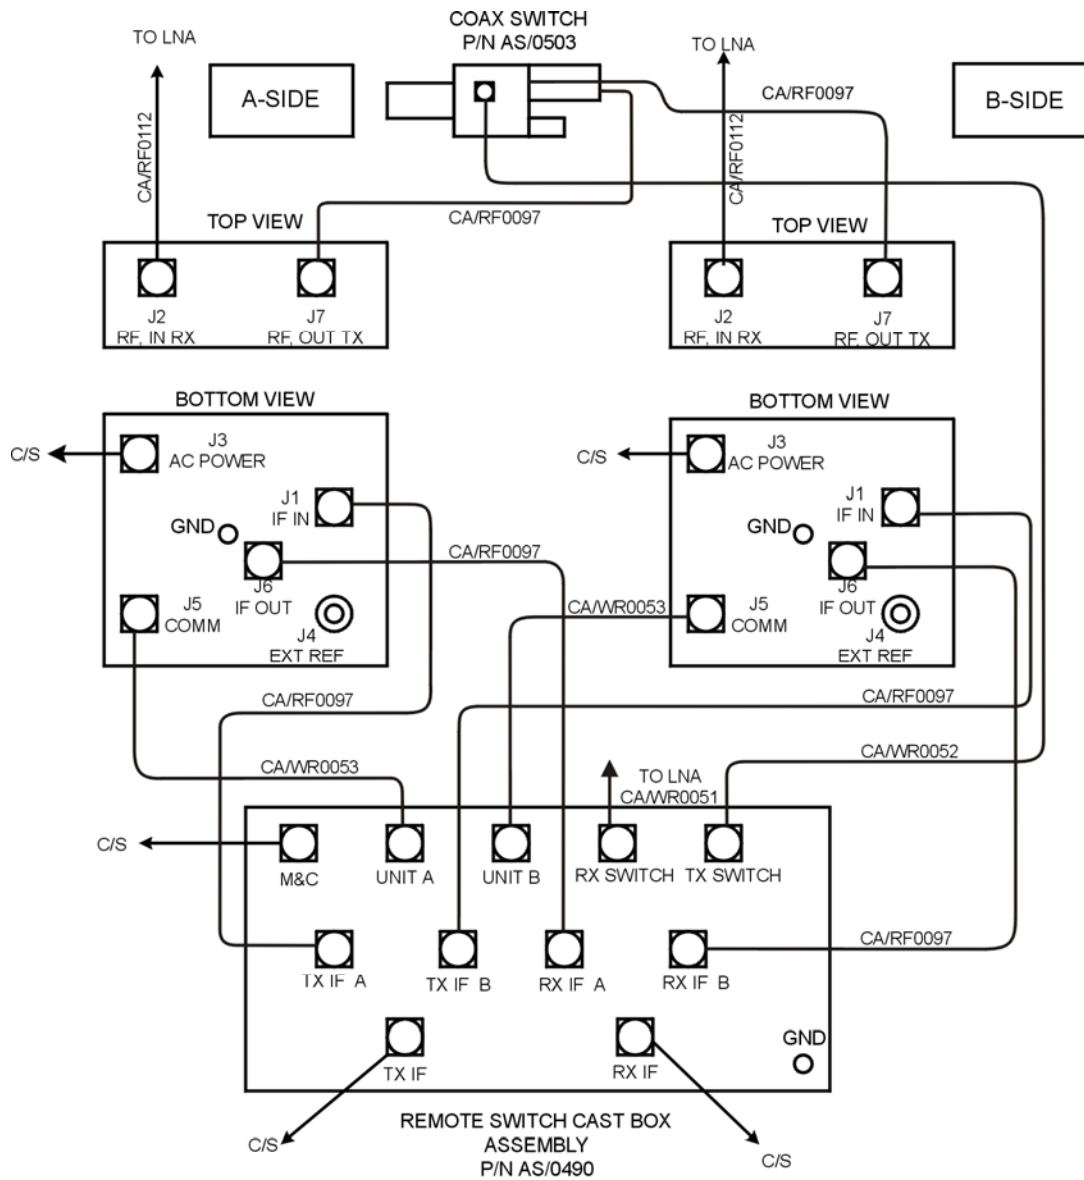 COAX SWITCH
P/N AS/0503
TO LNA
TO LNA
A-SIDE
B-SIDE
CA/RF0097
CA/RF0112
CA/RF0112
CA/RF0097
TOP VIEW
TOP VIEW
J2
RF, IN RX
J7
RF, OUT TX
J2
RF, IN RX
J7
RF, OUT TX
BOTTOM VIEW
BOTTOM VIEW
C/S
J3
AC POWER
J1
IF IN
GND
J6
IF OUT
J5
COMM
J4
EXT REF
CA/RF0097
C/S
J3
AC POWER
J1
IF IN
GND
J6
IF OUT
J5
COMM
J4
EXT REF
CA/WR0053
CA/RF0097
CA/RF0097
CA/WR0053
CA/WR0052
TO LNA
CA/WR0051
C/S
M&C
UNIT A
UNIT B
RX SWITCH
TX SWITCH
CA/RF0097
TX IF A
TX IF B
RX IF A
RX IF B
TX IF
RX IF
GND
C/S
C/S
REMOTE SWITCH CAST BOX
ASSEMBLY
P/N AS/0490